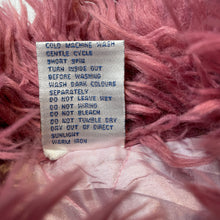 COLD MACHINE WASH
GENTLE CYCLE
SHORT SPIN
TURN INSIDE OUT
BEFORE WASHING
WASH DARK COLOURS
SEPARATELY
DO NOT LEAVE WET
DO NOT WRING
DO NOT BLEACH
DO NOT TUMBLE DRY
DRY OUT OF DIRECT
SUNLIGHT
WARM IRON